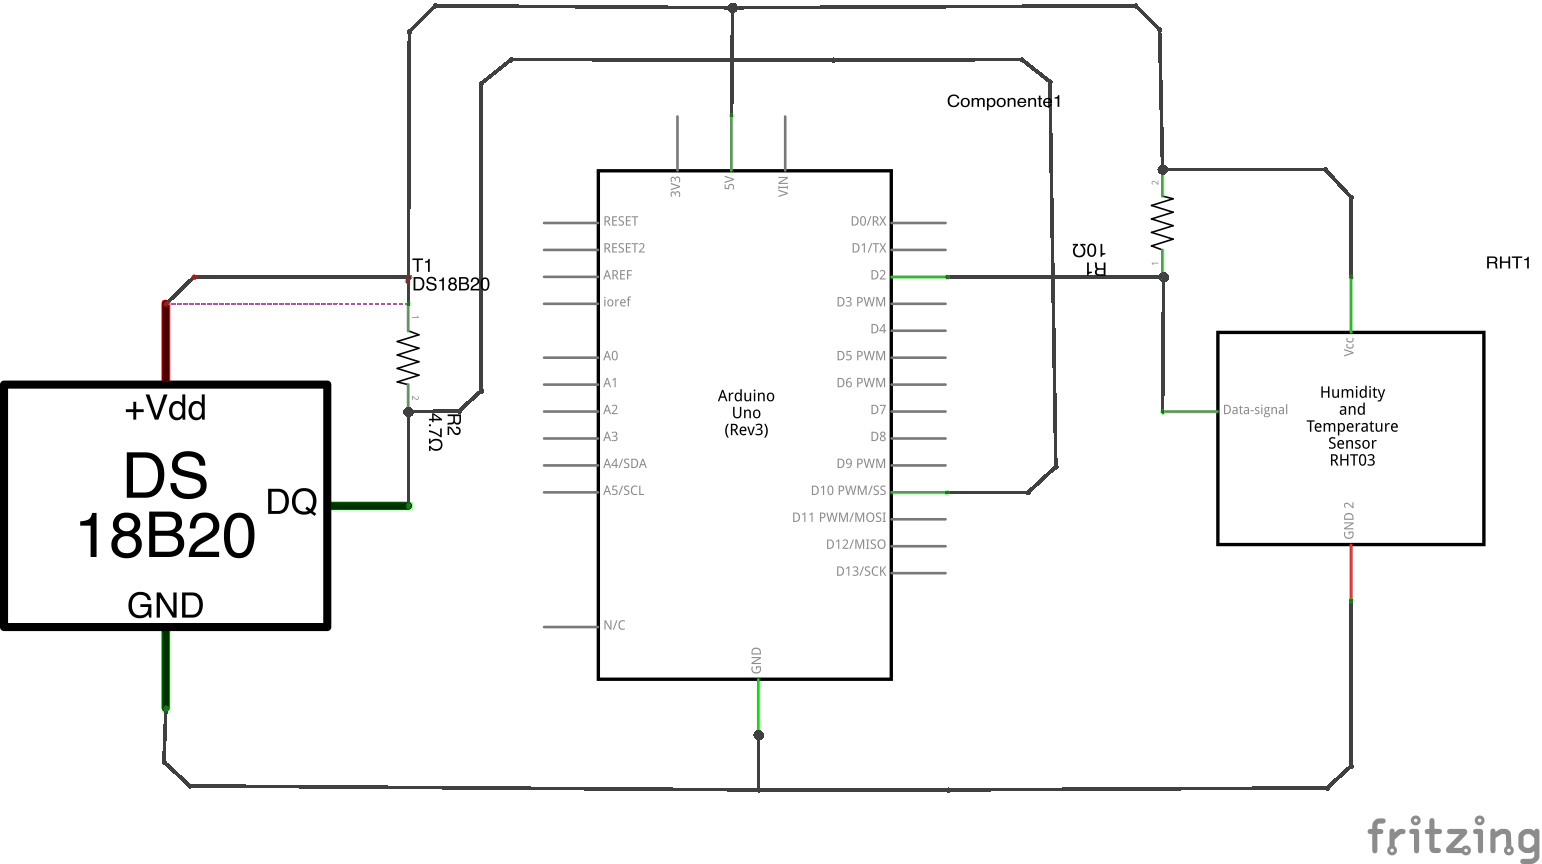 Componente1
3V3
5V
VIN
RESET
RESET2
AREF
ioref
A0
A1
A2
A3
A4/SDA
A5/SCL
N/C
D0/RX
D1/TX
D2
D3 PWM
D4
D5 PWM
D6 PWM
D7
D8
D9 PWM
D10 PWM/SS
D11 PWM/MOSI
D12/MISO
D13/SCK
GND
Arduino
Uno
(Rev3)
T1
DS18B20
1
2
R2
4.7Ω
+Vdd
DS
18B20
DQ
GND
2
1
R1
10Ω
RHT1
Vcc
Data-signal
GND 2
Humidity
and
Temperature
Sensor
RHT03
fritzing